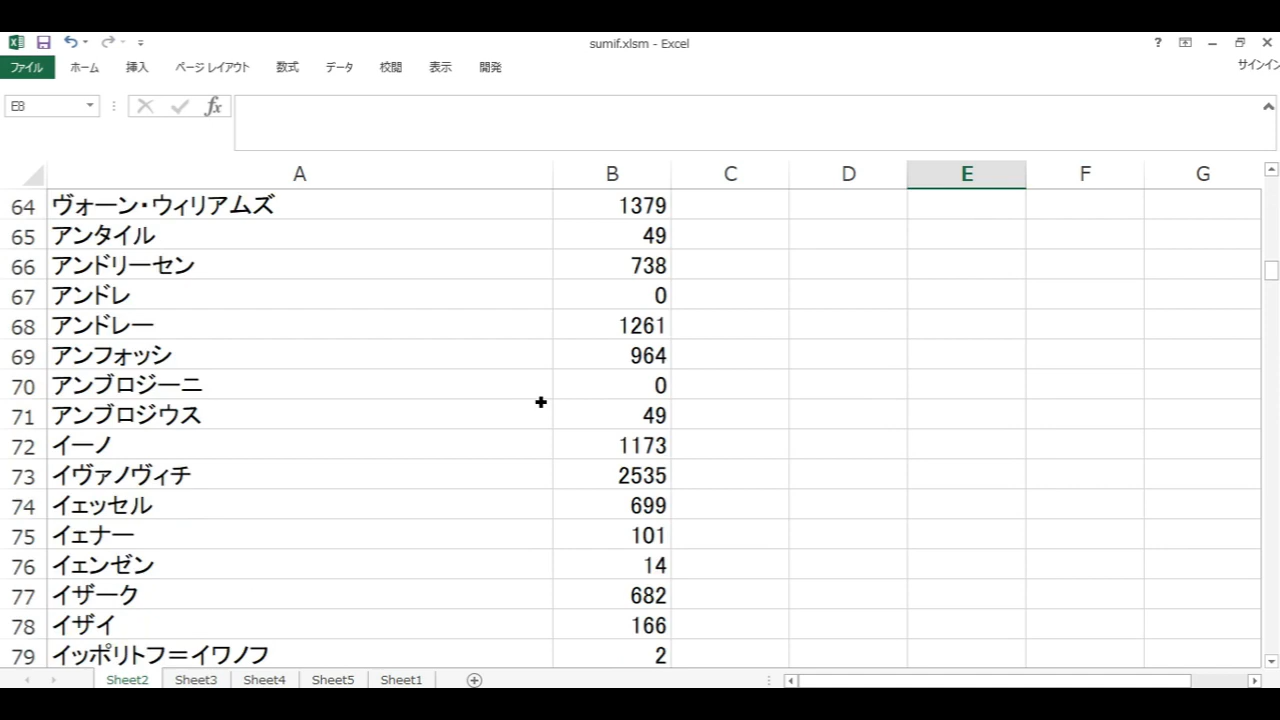 sumif.xlsm - Excel
?
ファイル ホーム 挿入 ページ レイアウト 数式 データ 校閲 表示 開発 サインイン
E8 fx
A B C D E F G
64 ヴォーン・ウィリアムズ 1379
65 アンタイル 49
66 アンドリーセン 738
67 アンドレ 0
68 アンドレー 1261
69 アンフォッシ 964
70 アンブロジーニ 0
71 アンブロジウス 49
72 イーノ 1173
73 イヴァノヴィチ 2535
74 イェッセル 699
75 イェナー 101
76 イェンゼン 14
77 イザーク 682
78 イザイ 166
79 イッポリトフ＝イワノフ 2
Sheet2 Sheet3 Sheet4 Sheet5 Sheet1